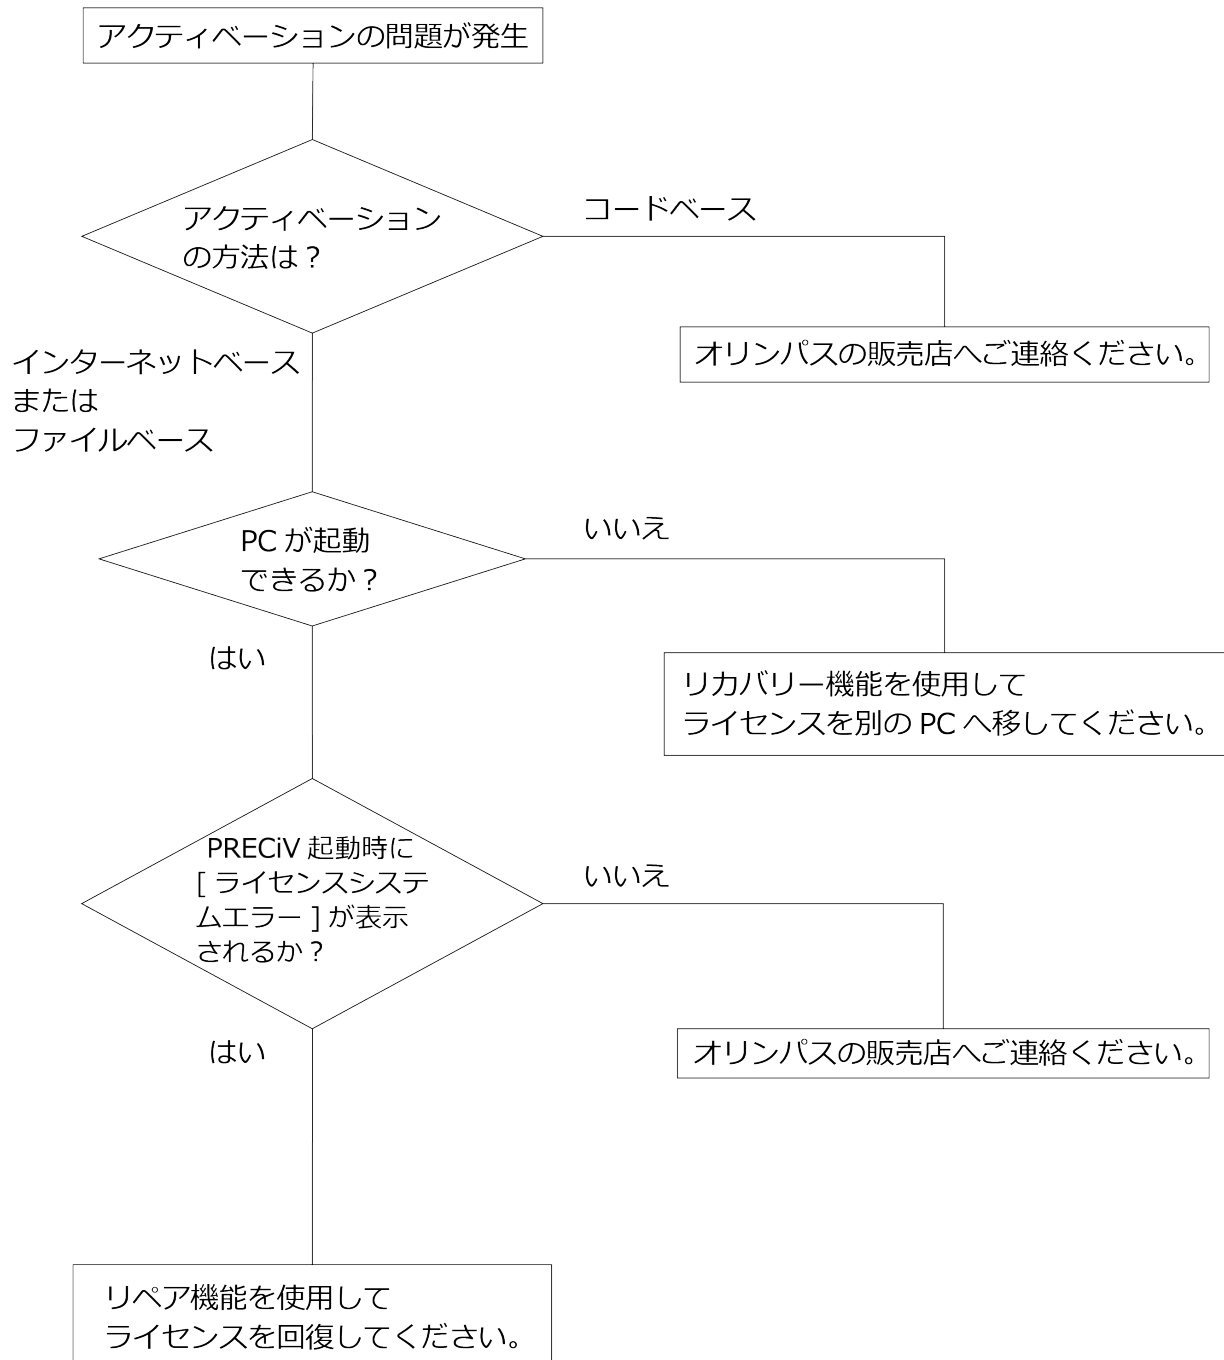 アクティベーションの問題が発生
アクティベーション
の方法は？
コードベース
オリンパスの販売店へご連絡ください。
インターネットベース
または
ファイルベース
PC が起動
できるか？
いいえ
はい
リカバリー機能を使用して
ライセンスを別の PC へ移してください。
PRECiV 起動時に
[ ライセンスシステ
ムエラー ] が表示
されるか？
いいえ
はい
オリンパスの販売店へご連絡ください。
リペア機能を使用して
ライセンスを回復してください。